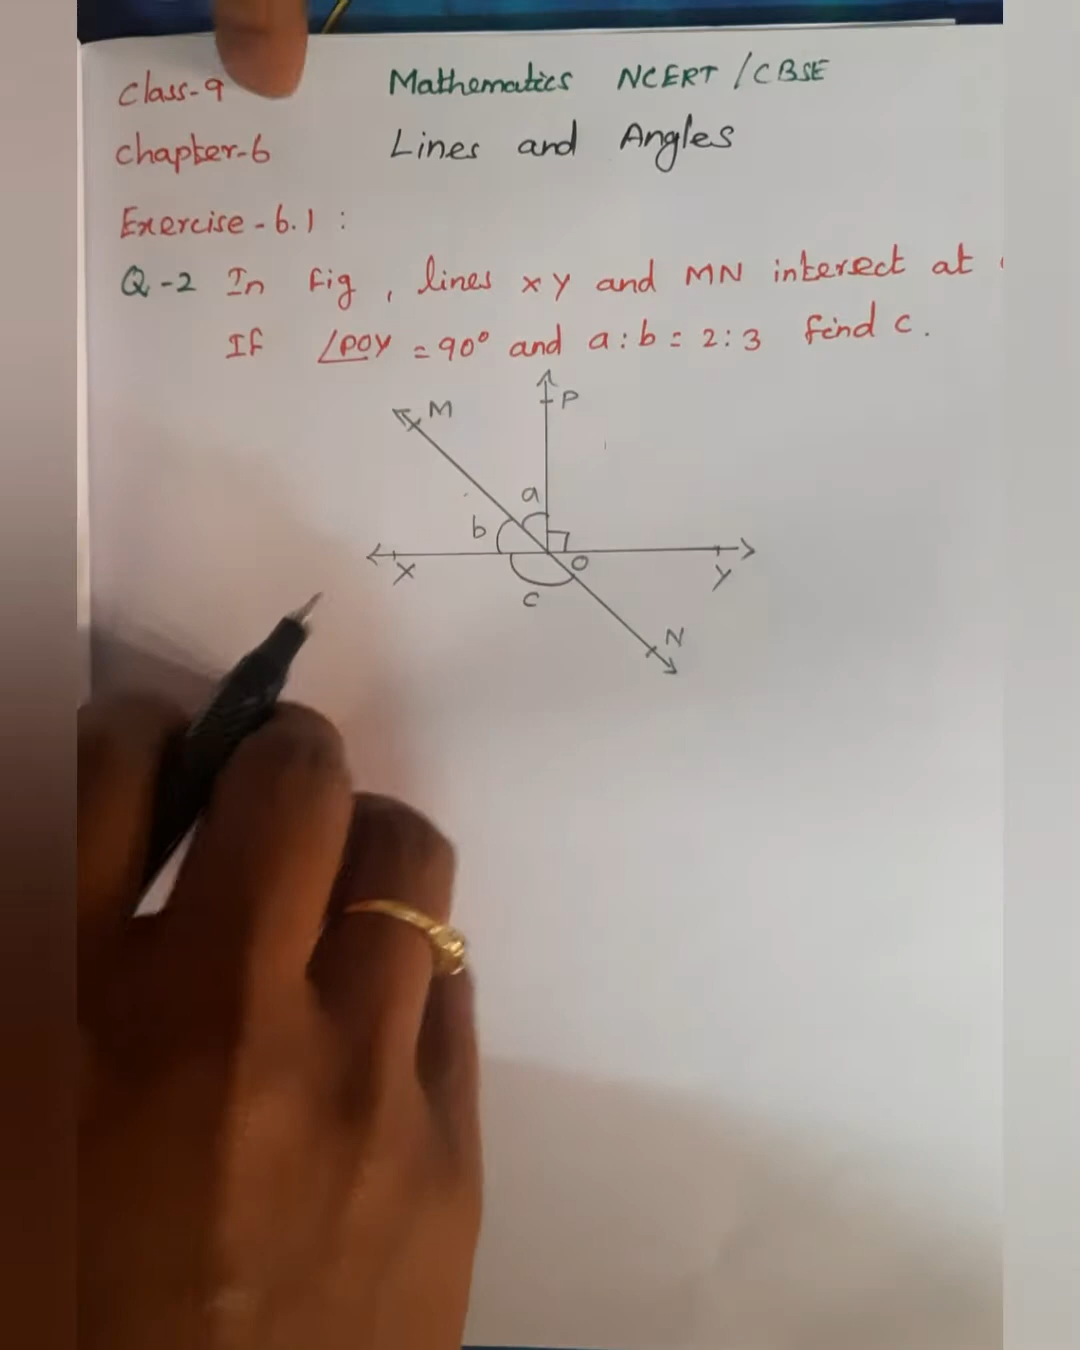 Class-9 Mathematics NCERT / CBSE
Chapter-6 Lines and Angles
Exercise - 6.1 :
Q-2 In Fig, lines XY and MN intersect at
If ∠POY = 90° and a : b = 2 : 3 find c.
M P
a
b
X O Y
c
N